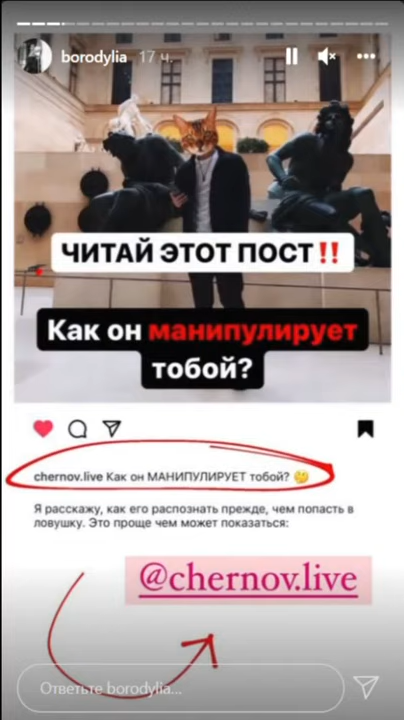 borodylia 17 ч.
ЧИТАЙ ЭТОТ ПОСТ‼️
Как он манипулирует
тобой?
chernov.live Как он МАНИПУЛИРУЕТ тобой? 🤔
Я расскажу, как его распознать прежде, чем попасть в
ловушку. Это проще чем может показаться:
@chernov.live
Ответьте borodylia...